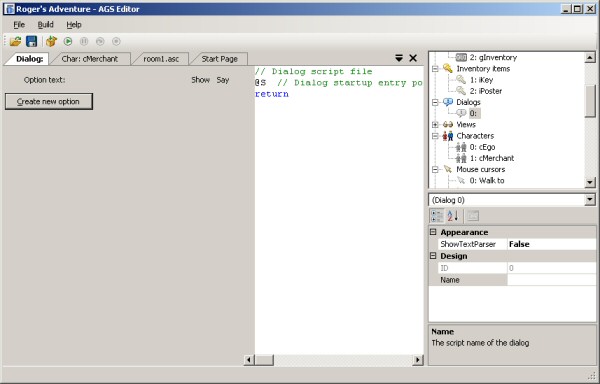 Roger's Adventure - AGS Editor
File Build Help
Dialog: Char: cMerchant room1.asc Start Page
Option text: Show Say
Create new option
// Dialog script file
@S // Dialog startup entry po
return
2: gInventory
Inventory items
1: iKey
2: iPoster
Dialogs
0:
Views
Characters
0: cEgo
1: cMerchant
Mouse cursors
0: Walk to
(Dialog 0)
Appearance
ShowTextParser False
Design
ID 0
Name
Name
The script name of the dialog